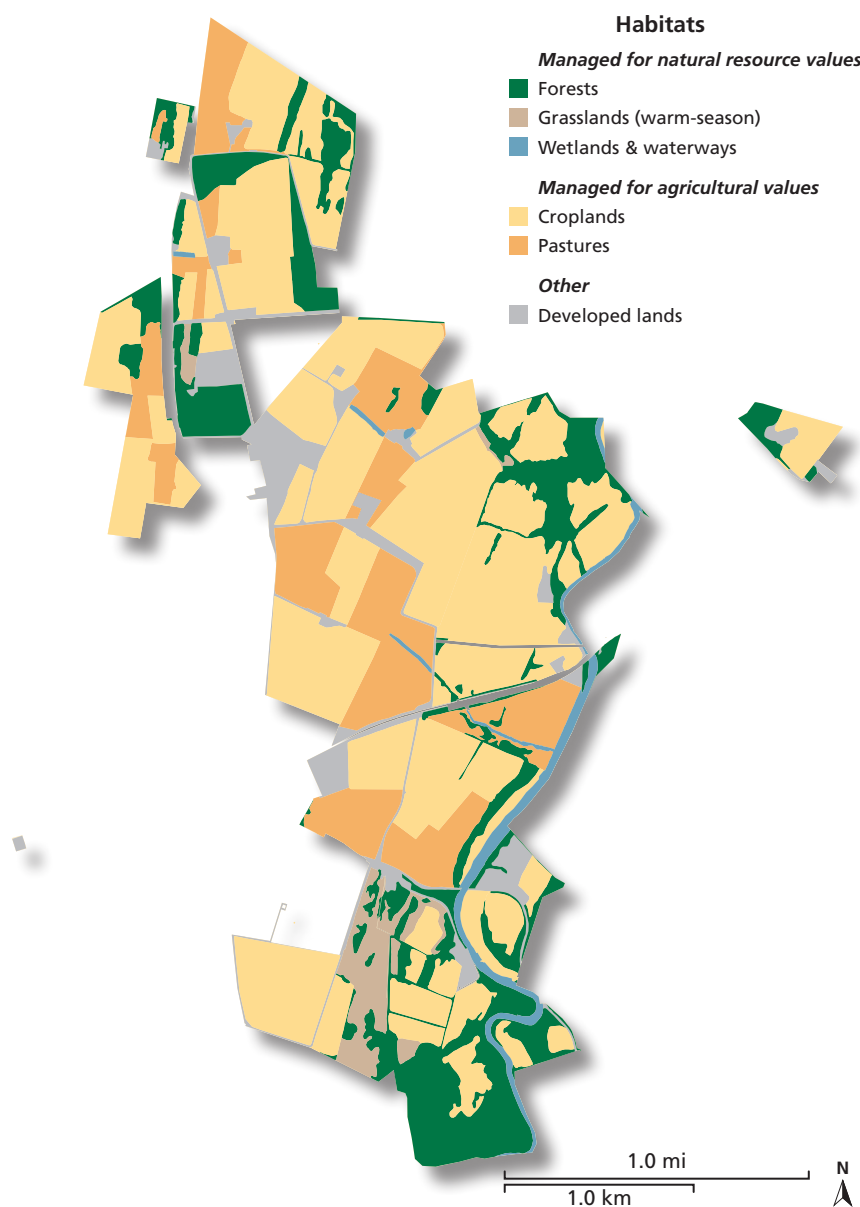 Habitats
Managed for natural resource values
Forests
Grasslands (warm-season)
Wetlands & waterways
Managed for agricultural values
Croplands
Pastures
Other
Developed lands
1.0 mi
N
1.0 km